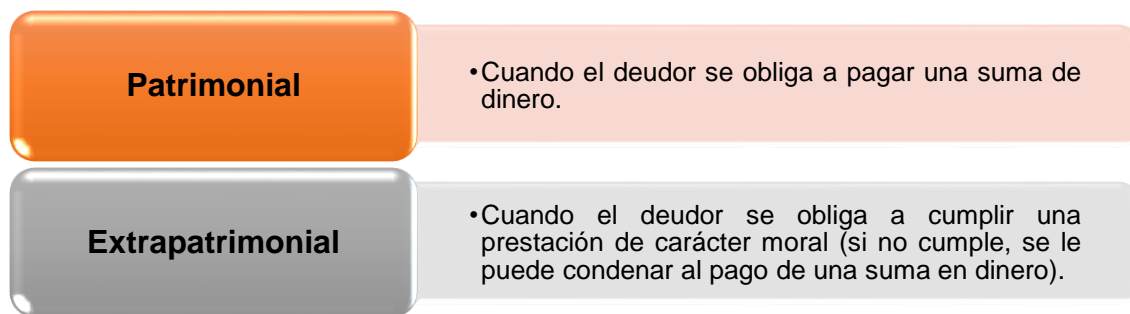 Patrimonial
•Cuando el deudor se obliga a pagar una suma de
dinero.
Extrapatrimonial
•Cuando el deudor se obliga a cumplir una
prestación de carácter moral (si no cumple, se le
puede condenar al pago de una suma en dinero).